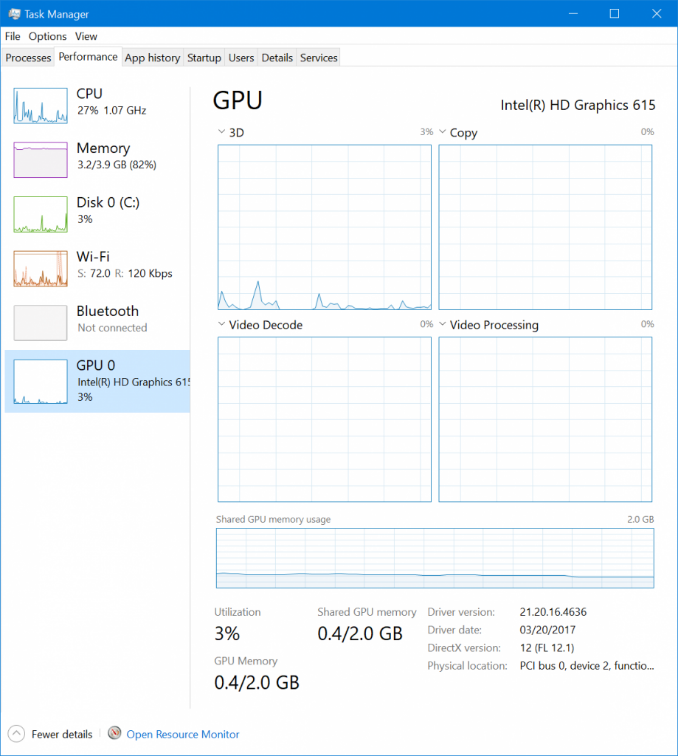 Task Manager
File Options View
Processes Performance App history Startup Users Details Services
CPU
27% 1.07 GHz
Memory
3.2/3.9 GB (82%)
Disk 0 (C:)
3%
Wi-Fi
S: 72.0 R: 120 Kbps
Bluetooth
Not connected
GPU 0
Intel(R) HD Graphics 615
3%
GPU
Intel(R) HD Graphics 615
3D 3%
Copy 0%
Video Decode 0%
Video Processing 0%
Shared GPU memory usage 2.0 GB
Utilization
3%
Shared GPU memory
0.4/2.0 GB
GPU Memory
0.4/2.0 GB
Driver version: 21.20.16.4636
Driver date: 03/20/2017
DirectX version: 12 (FL 12.1)
Physical location: PCI bus 0, device 2, functio...
Fewer details
Open Resource Monitor